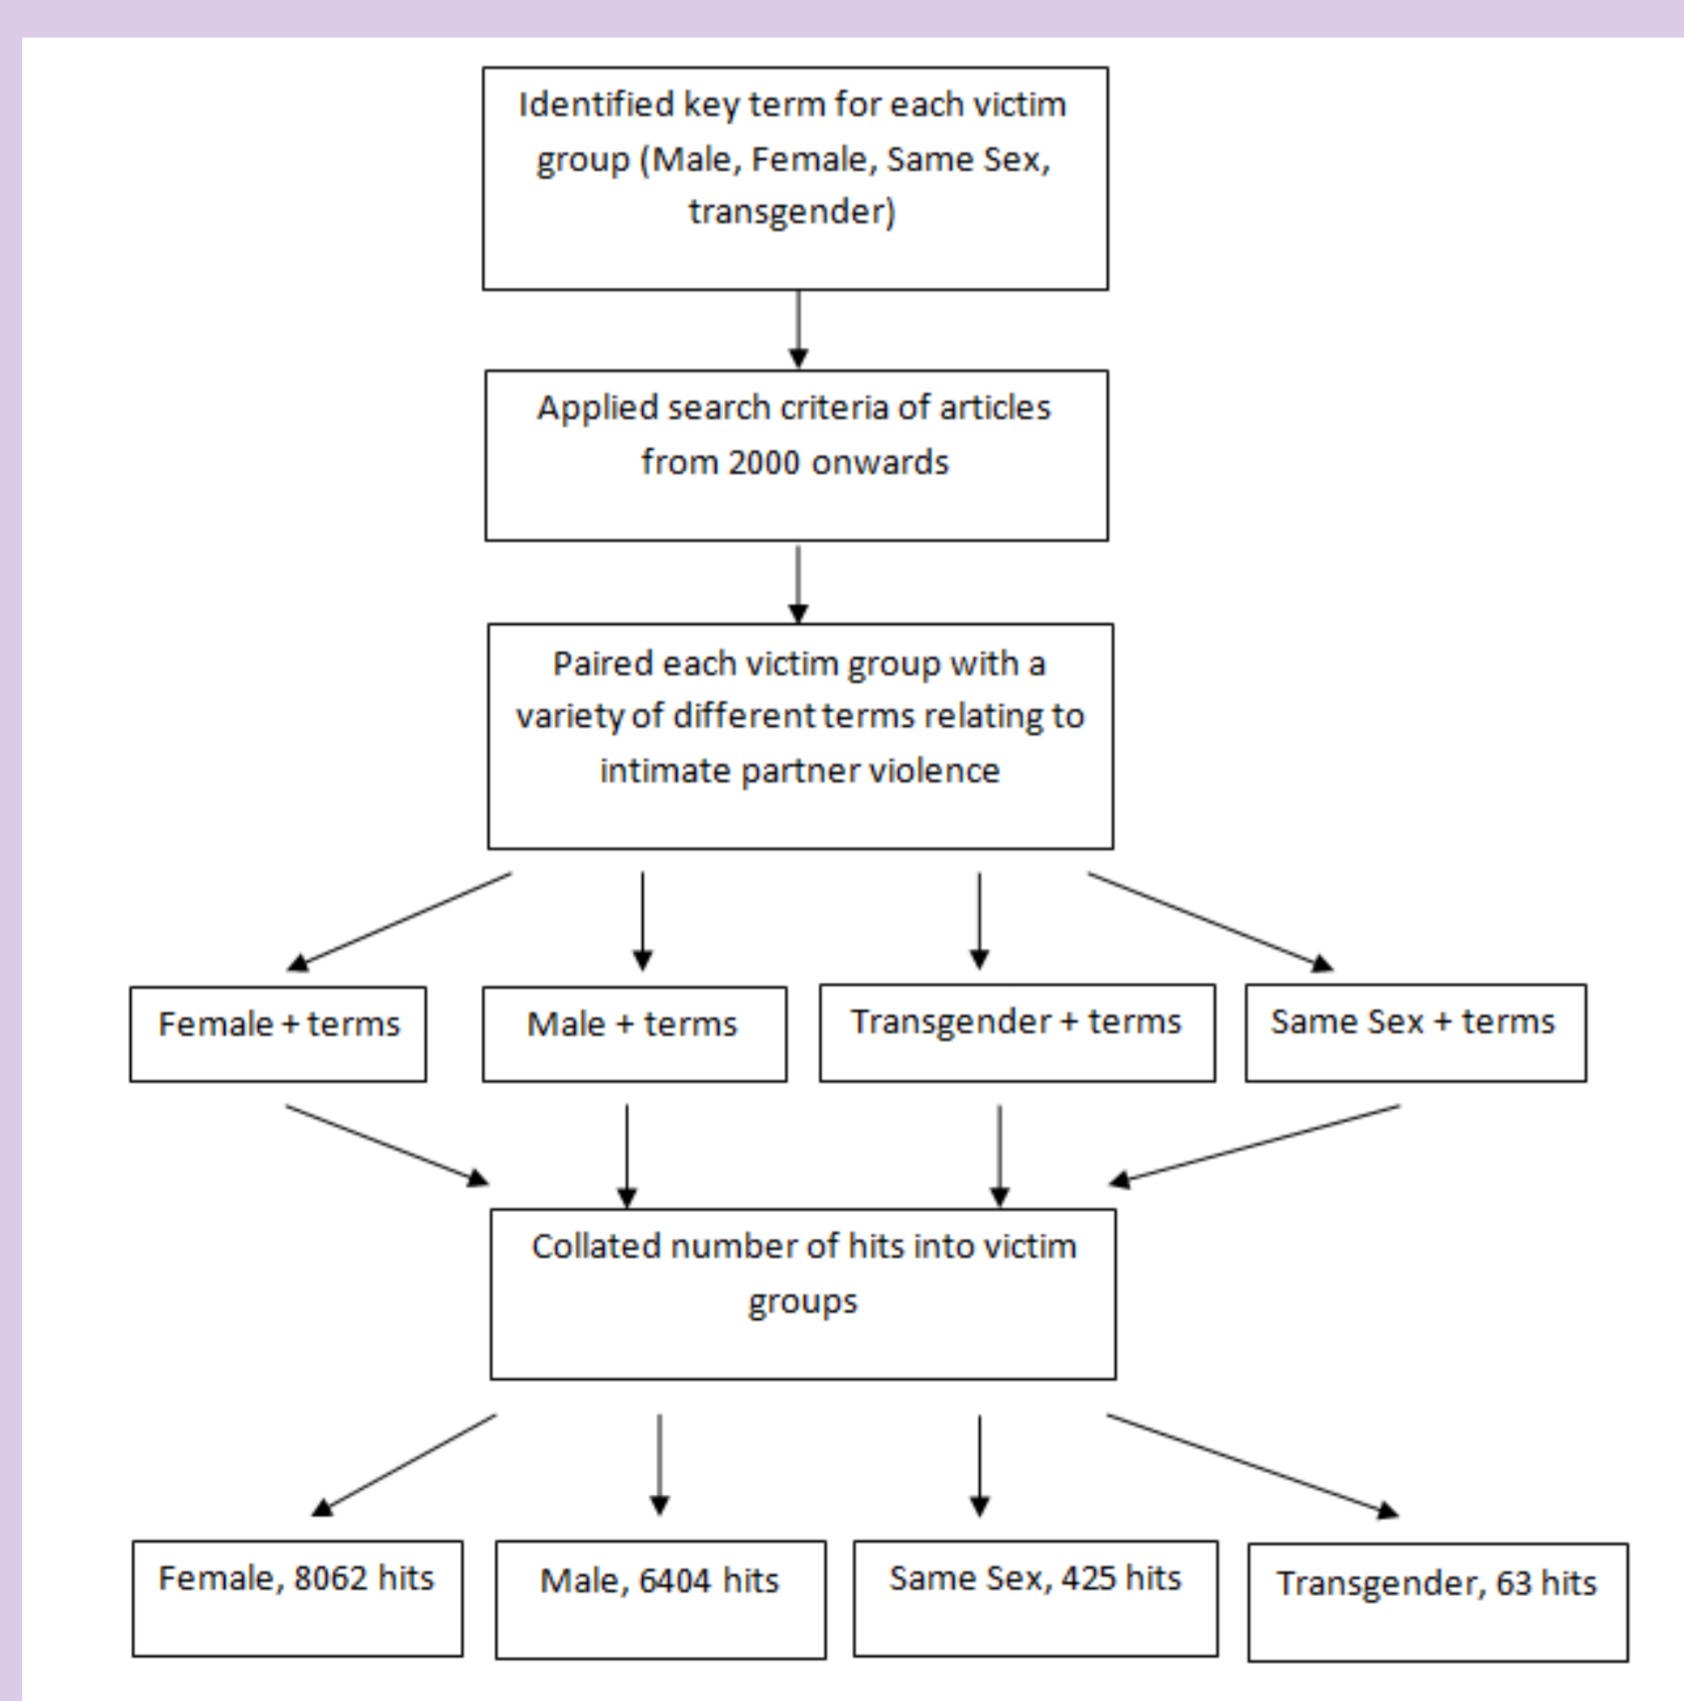 Identified key term for each victim
group (Male, Female, Same Sex,
transgender)
Applied search criteria of articles
from 2000 onwards
Paired each victim group with a
variety of different terms relating to
intimate partner violence
Female + terms
Male + terms
Transgender + terms
Same Sex + terms
Collated number of hits into victim
groups
Female, 8062 hits
Male, 6404 hits
Same Sex, 425 hits
Transgender, 63 hits